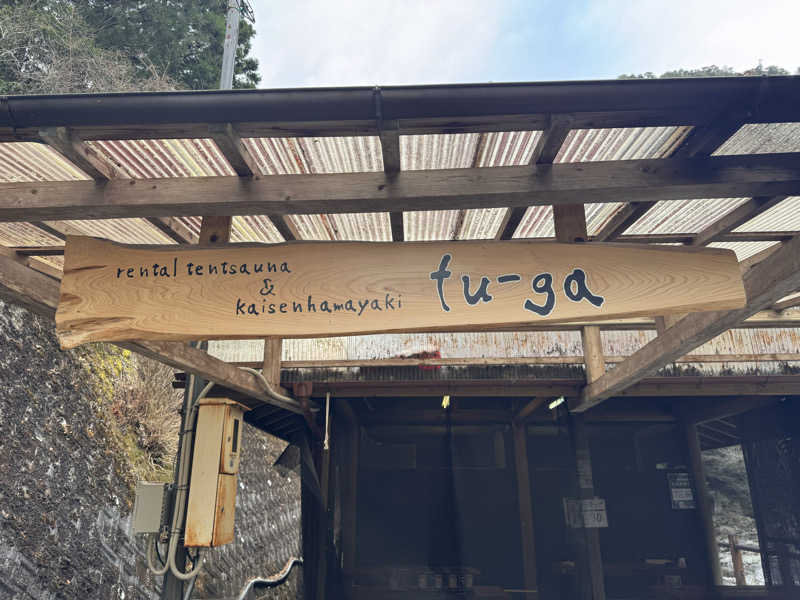 rental tentsauna
&
kaisenhamayaki
tu-ga